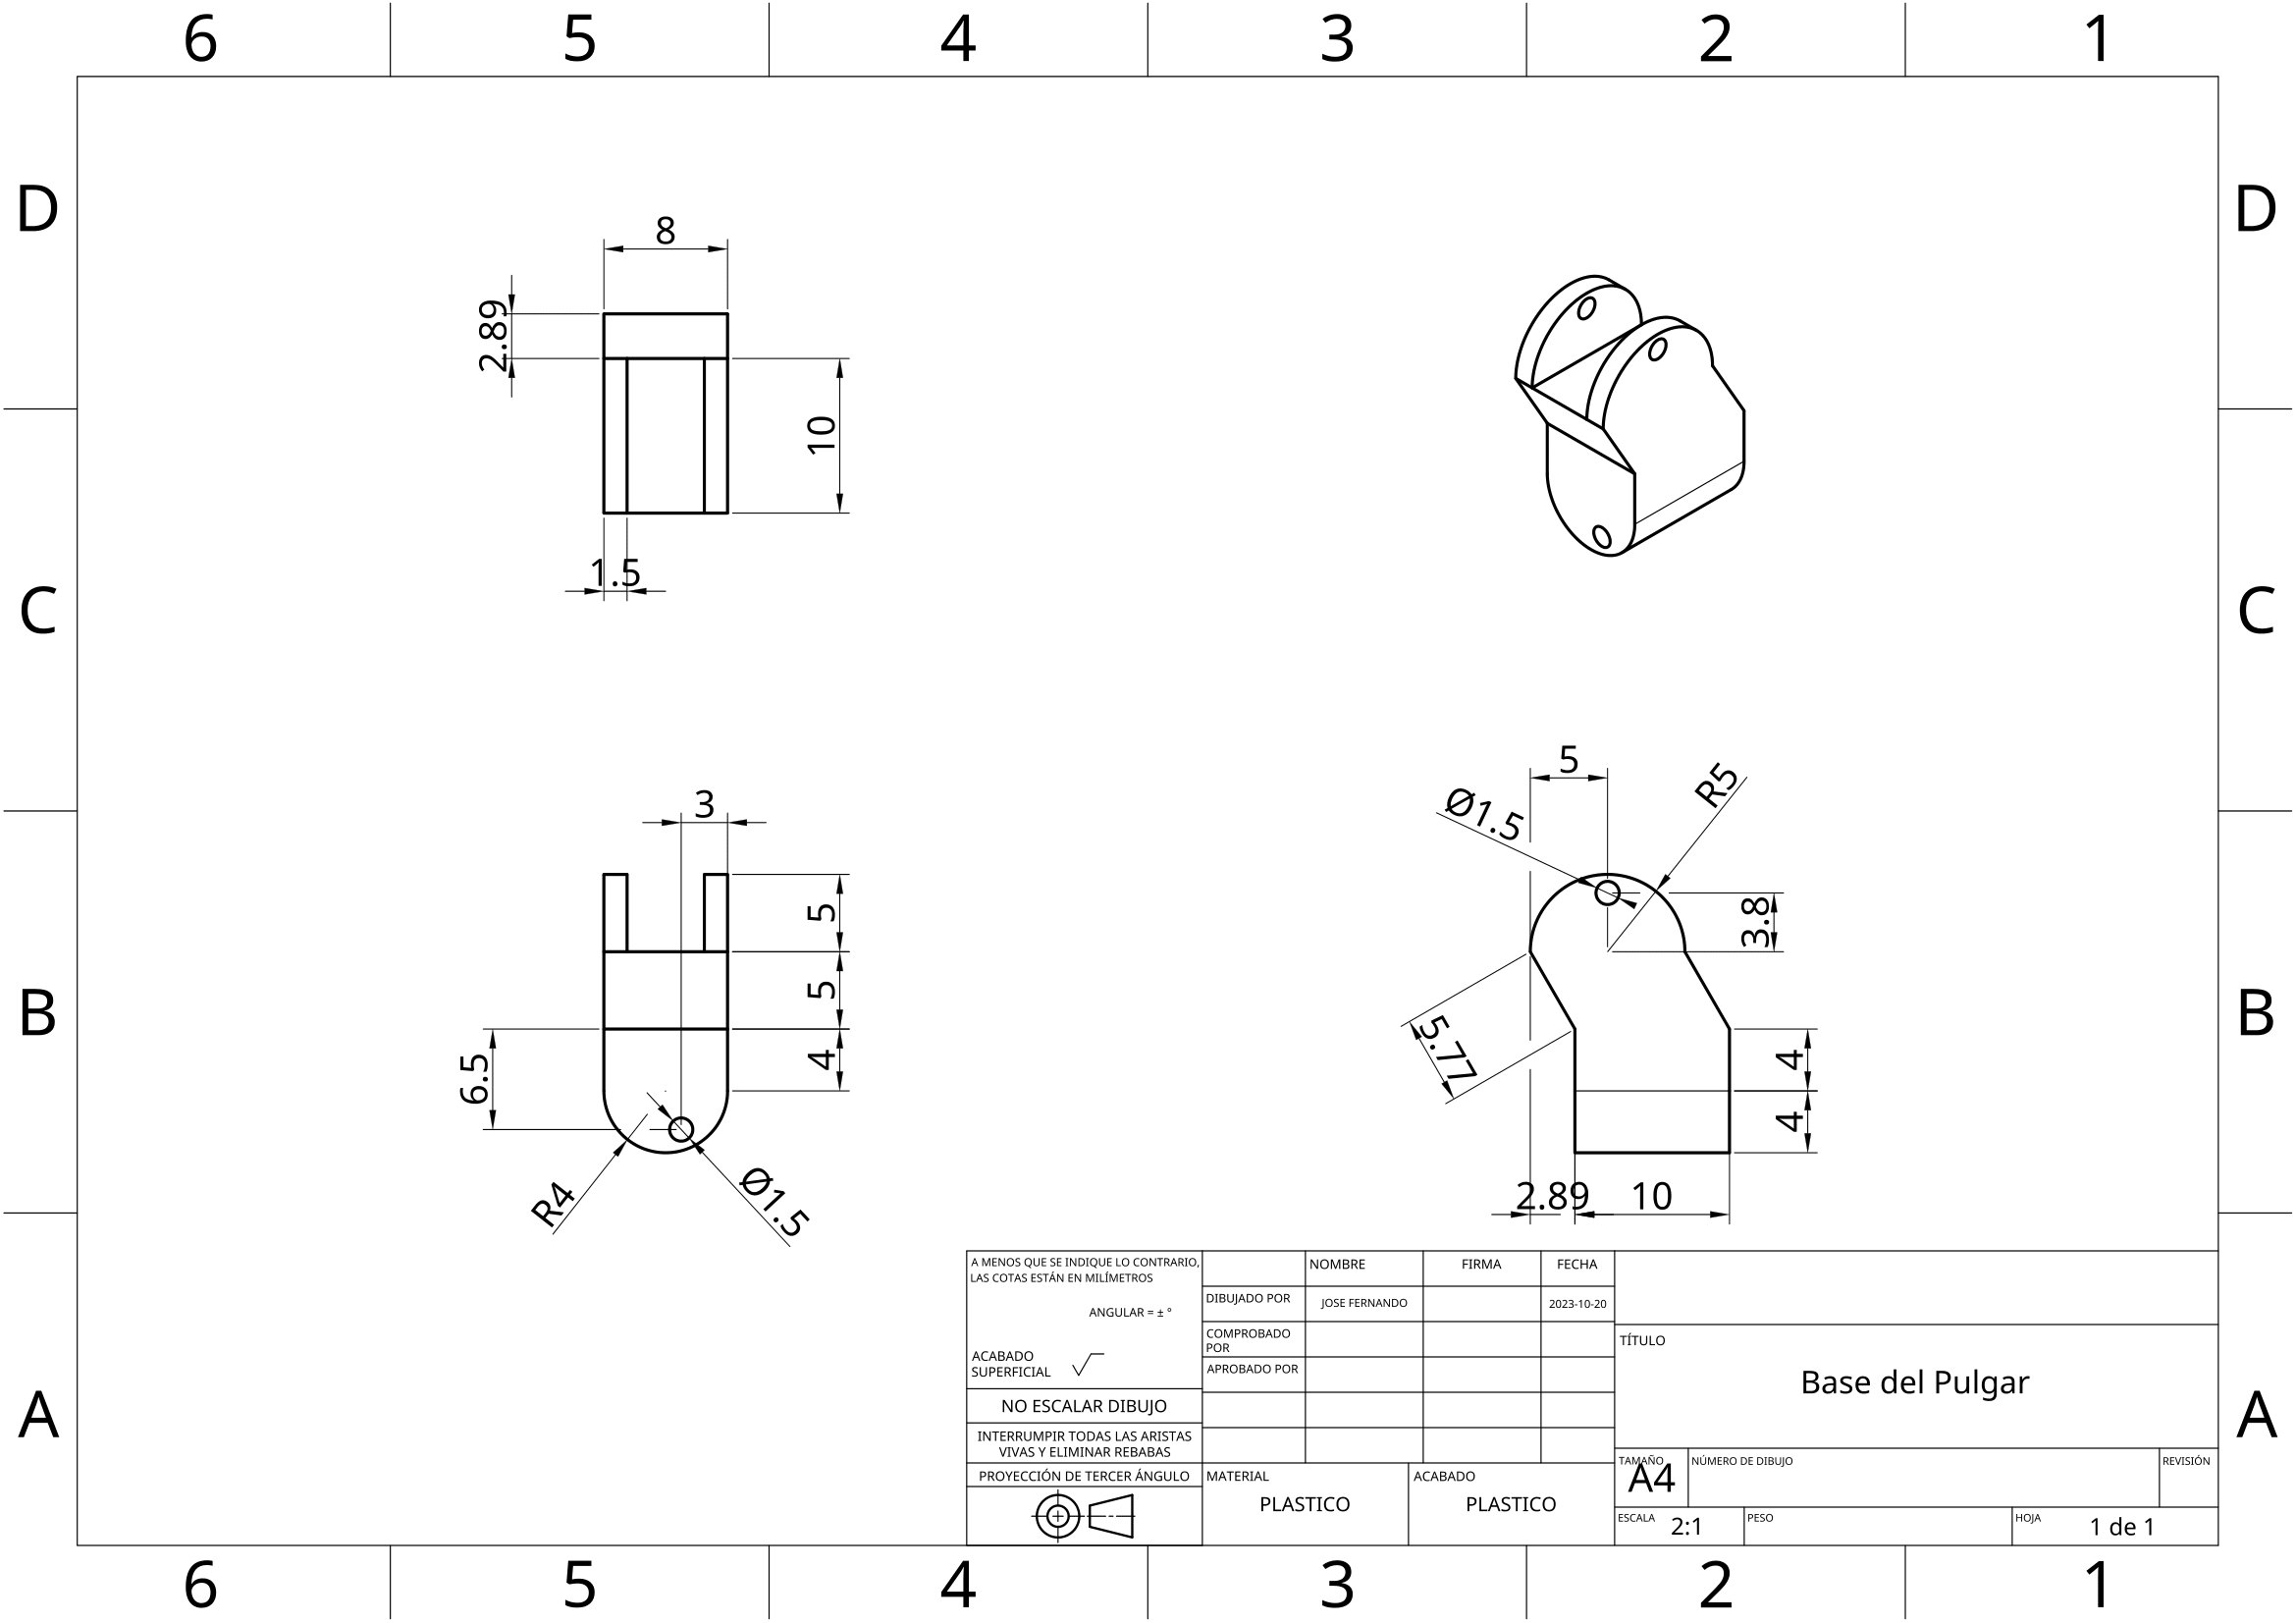 6 5 4 3 2 1
D D
8
2.89
10
1.5
C C
3
5
5
4
6.5
R4
Ø1.5
5
Ø1.5
R5
3.8
5.77
4
4
2.89 10
B B
A MENOS QUE SE INDIQUE LO CONTRARIO,
LAS COTAS ESTÁN EN MILÍMETROS
ANGULAR = ± °
ACABADO
SUPERFICIAL
NO ESCALAR DIBUJO
INTERRUMPIR TODAS LAS ARISTAS
VIVAS Y ELIMINAR REBABAS
PROYECCIÓN DE TERCER ÁNGULO
NOMBRE FIRMA FECHA
DIBUJADO POR JOSE FERNANDO 2023-10-20
COMPROBADO
POR
APROBADO POR
MATERIAL
PLASTICO
ACABADO
PLASTICO
TÍTULO
Base del Pulgar
TAMAÑO
A4
NÚMERO DE DIBUJO
REVISIÓN
ESCALA 2:1
PESO
HOJA 1 de 1
A A
6 5 4 3 2 1